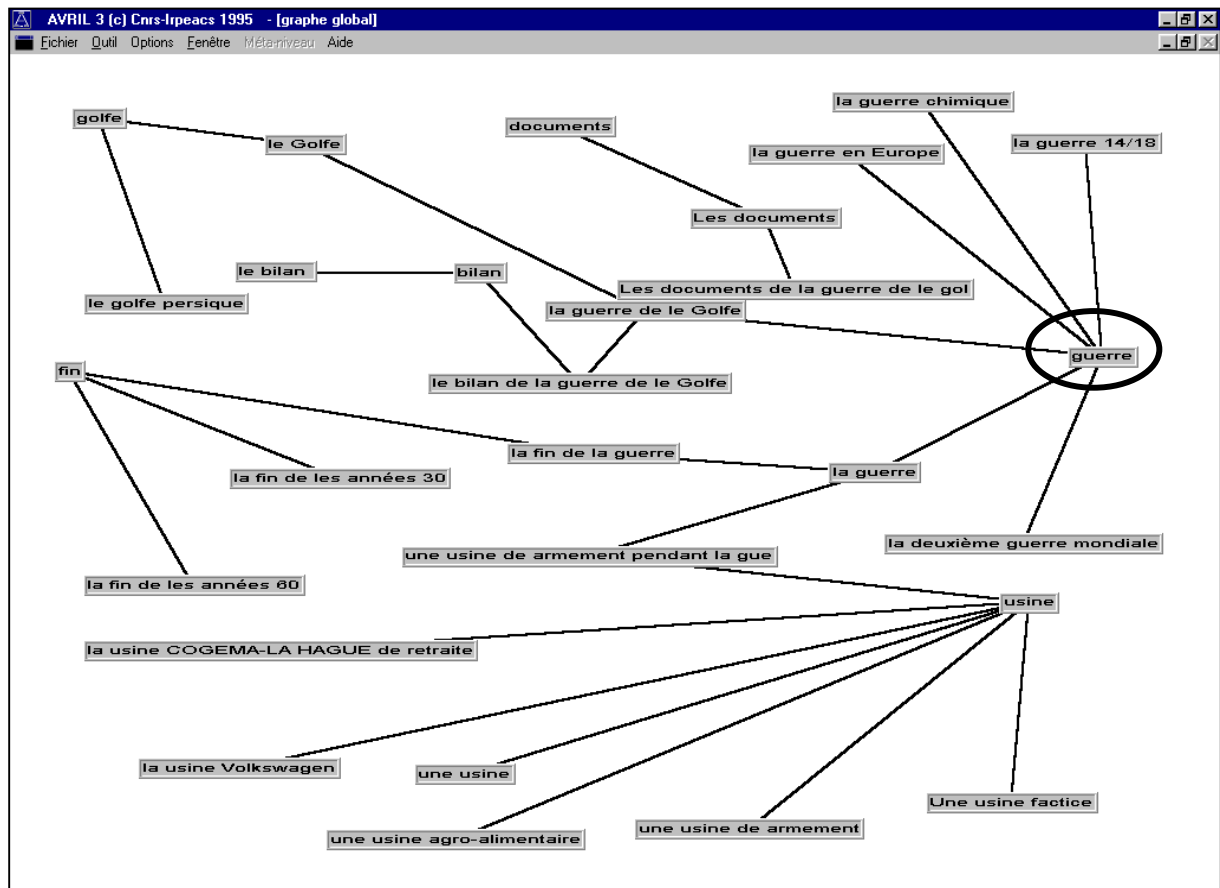 AVRIL 3 (c) Cnrs-Irpeacs 1995 - [graphe global]
Fichier Outil Options Fenêtre Méta-niveau Aide
la guerre chimique
golfe
documents
la guerre 14/18
le Golfe
la guerre en Europe
Les documents
le bilan
bilan
Les documents de la guerre de le gol
le golfe persique
la guerre de le Golfe
guerre
fin
le bilan de la guerre de le Golfe
la fin de la guerre
la guerre
la fin de les années 30
la deuxième guerre mondiale
une usine de armement pendant la gue
la fin de les années 60
usine
la usine COGEMA-LA HAGUE de retraite
la usine Volkswagen
une usine
Une usine factice
une usine de armement
une usine agro-alimentaire